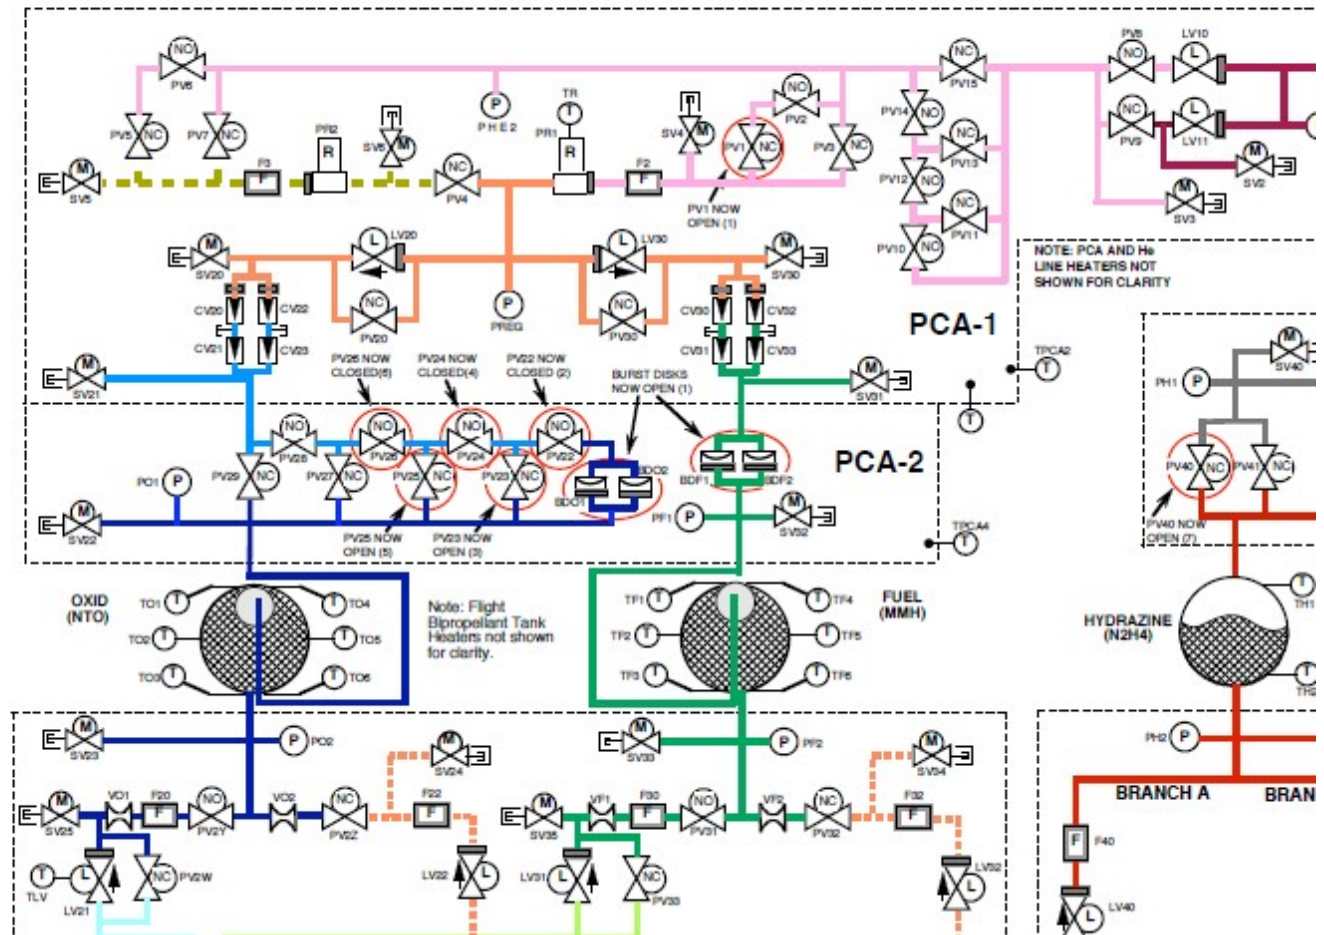 NO
PV6
NC
PV5
NC
PV7
P
P H E 2
TR
T
PR1
R
PR2
R
SV6
M
F3
F
M
SV5
NC
PV4
F2
F
SV4
M
PV1
NC
NO
PV2
PV3
NC
PV1 NOW
OPEN (1)
NC
PV15
PV14
NO
NC
PV13
PV12
NO
NC
PV11
PV10
NO
PV8
NO
LV10
L
NC
PV9
L
LV11
M
SV2
M
SV3
NOTE: PCA AND He
LINE HEATERS NOT
SHOWN FOR CLARITY
M
SV20
L
LV20
NC
PV20
P
PREG
L
LV30
NC
PV30
M
SV30
CV20
CV22
CV21
CV23
CV30
CV32
CV31
CV33
PCA-1
M
SV21
M
SV31
TPCA2
T
T
PV26 NOW
CLOSED(6)
PV24 NOW
CLOSED(4)
PV22 NOW
CLOSED (2)
BURST DISKS
NOW OPEN (1)
NO
PV28
NO
PV26
NO
PV24
NO
PV22
PO1
P
PV29
NC
PV27
NC
PV25
NC
PV23
NC
BDO2
BDO1
BDF1
BDF2
PCA-2
M
SV22
PV25 NOW
OPEN (5)
PV23 NOW
OPEN (3)
PF1
P
M
SV32
TPCA4
T
M
SV40
PH1
P
PV40
NC
PV41
NC
PV40 NOW
OPEN (7)
OXID
(NTO)
TO1
T
T
TO4
TO2
T
T
TO5
TO3
T
T
TO6
Note: Flight
Bipropellant Tank
Heaters not shown
for clarity.
TF1
T
T
TF4
TF2
T
T
TF5
TF3
T
T
TF6
FUEL
(MMH)
HYDRAZINE
(N2H4)
T
TH1
T
TH2
M
SV23
P
PO2
M
SV24
M
SV33
P
PF2
M
SV34
PH2
P
M
SV25
VO1
F20
F
NO
PV2Y
VO2
NC
PV2Z
F22
F
M
SV35
VF1
F30
F
NO
PV31
VF2
NC
PV32
F32
F
BRANCH A
BRAN
F
F40
T
TLV
L
LV21
NC
PV2W
LV22
L
LV31
L
NC
PV33
LV32
L
L
LV40